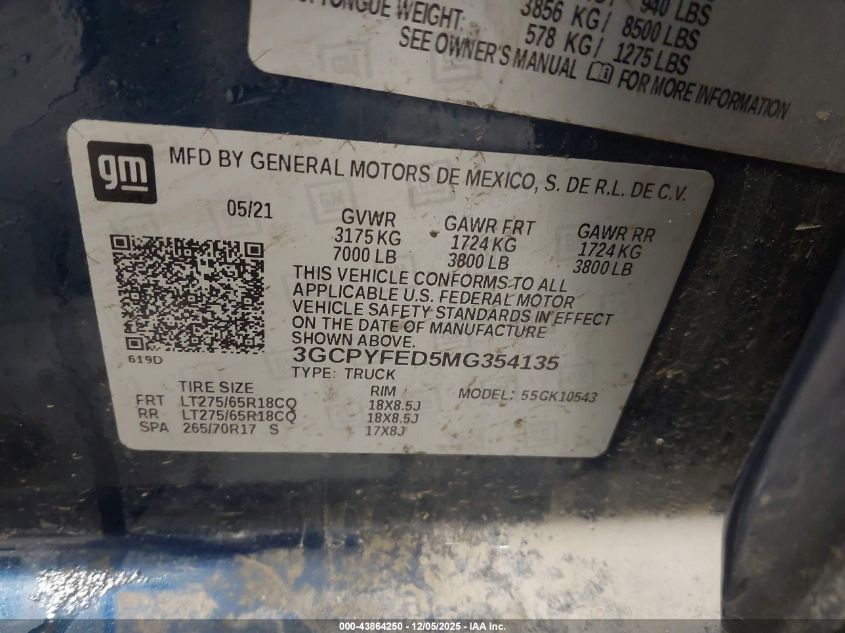 940 LBS
TONGUE WEIGHT. 3856 KG/ 8500 LBS
578 KG/ 1275 LBS
SEE OWNER'S MANUAL FOR MORE INFORMATION
gm MFD BY GENERAL MOTORS DE MEXICO, S. DE R.L. DE C.V.
05/21 GVWR GAWR FRT GAWR RR
3175 KG 1724 KG 1724 KG
7000 LB 3800 LB 3800 LB
THIS VEHICLE CONFORMS TO ALL
APPLICABLE U.S. FEDERAL MOTOR
VEHICLE SAFETY STANDARDS IN EFFECT
ON THE DATE OF MANUFACTURE
SHOWN ABOVE.
619D 3GCPYFED5MG354135
TYPE: TRUCK
TIRE SIZE RIM MODEL: 55GK10543
FRT LT275/65R18CQ 18X8.5J
RR LT275/65R18CQ 18X8.5J
SPA 265/70R17 S 17X8J
000-43864250 - 12/05/2025 - IAA Inc.